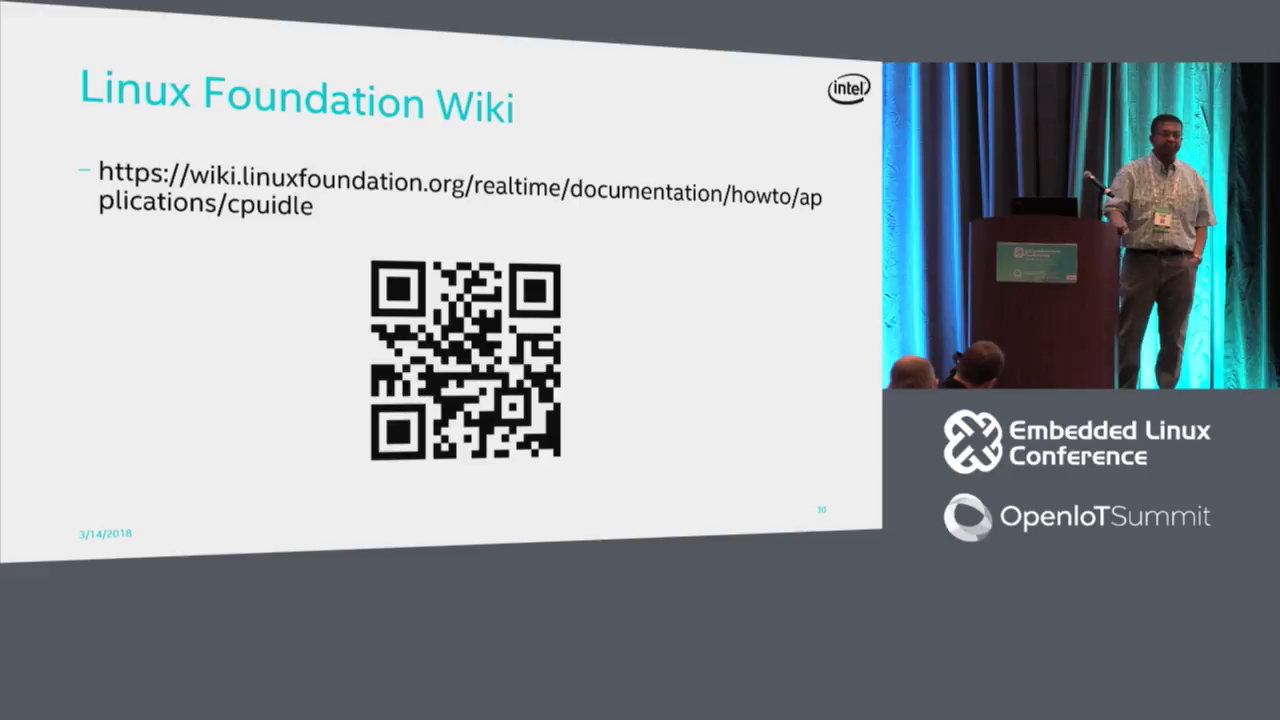 Linux Foundation Wiki
intel
– https://wiki.linuxfoundation.org/realtime/documentation/howto/ap
plications/cpuidle
3/14/2018
30
Embedded Linux
Conference
OpenIoTSummit